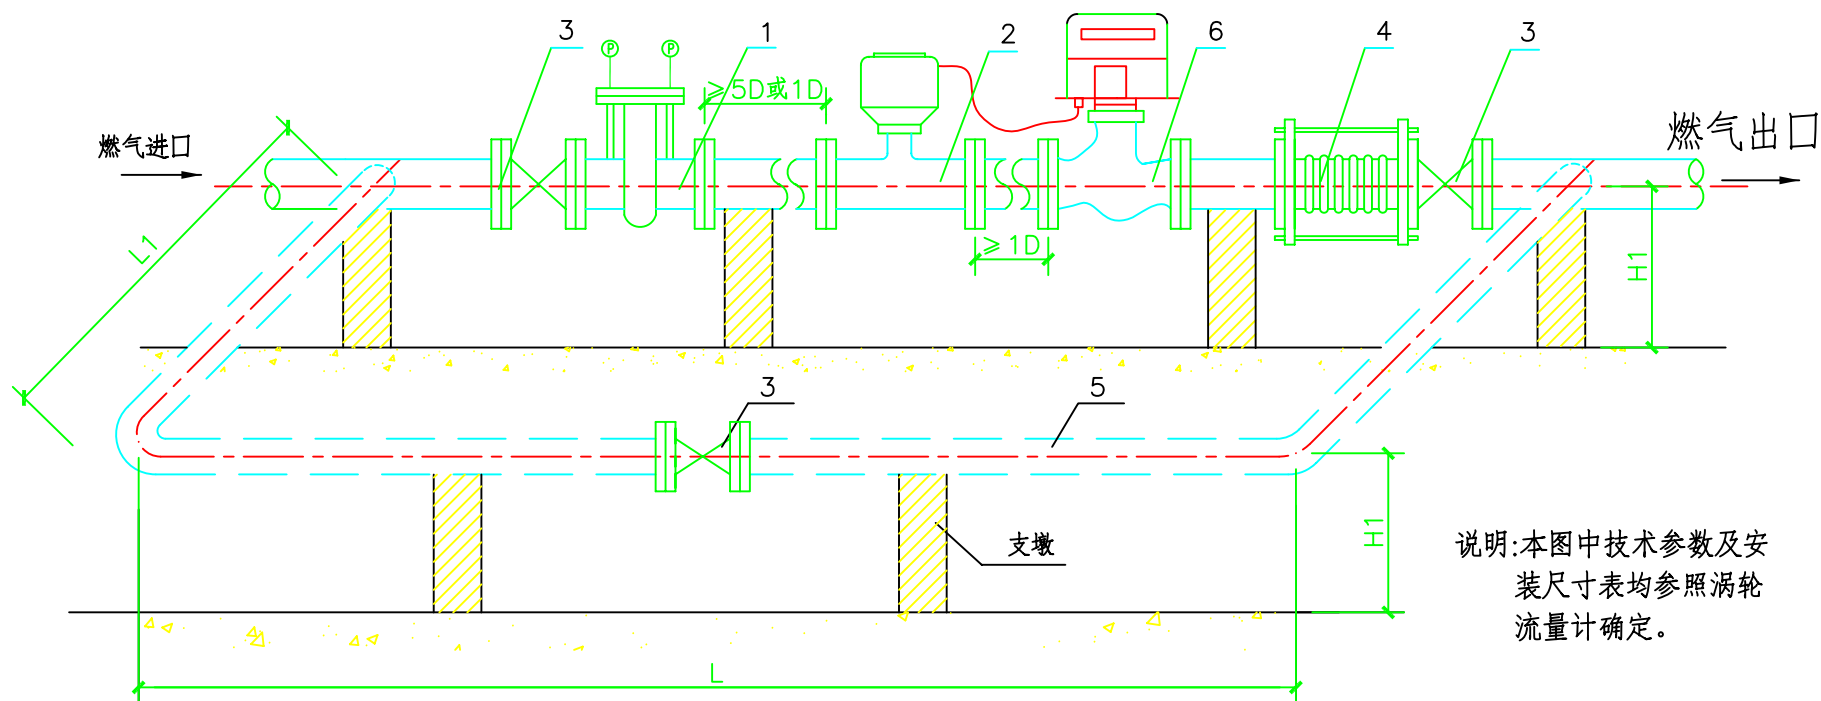 3
P
P
1
2
6
4
3
≥5D或1D
燃气进口
燃气出口
L1
≥1D
H1
3
5
支墩
H1
说明:本图中技术参数及安
装尺寸表均参照涡轮
流量计确定。
L